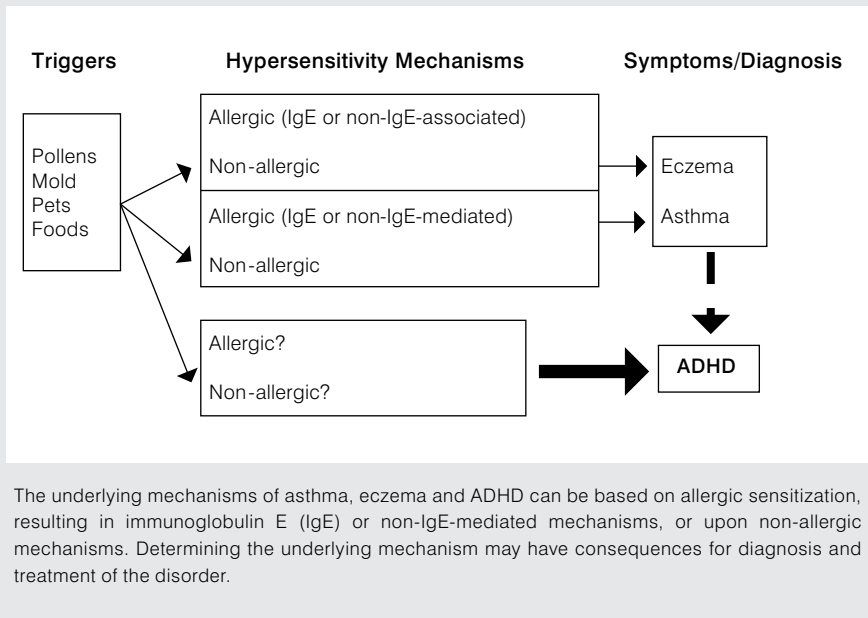 Triggers
Hypersensitivity Mechanisms
Symptoms/Diagnosis
Pollens
Mold
Pets
Foods
Allergic (IgE or non-IgE-associated)
Non-allergic
Allergic (IgE or non-IgE-mediated)
Non-allergic
Allergic?
Non-allergic?
Eczema
Asthma
ADHD
The underlying mechanisms of asthma, eczema and ADHD can be based on allergic sensitization,
resulting in immunoglobulin E (IgE) or non-IgE-mediated mechanisms, or upon non-allergic
mechanisms. Determining the underlying mechanism may have consequences for diagnosis and
treatment of the disorder.